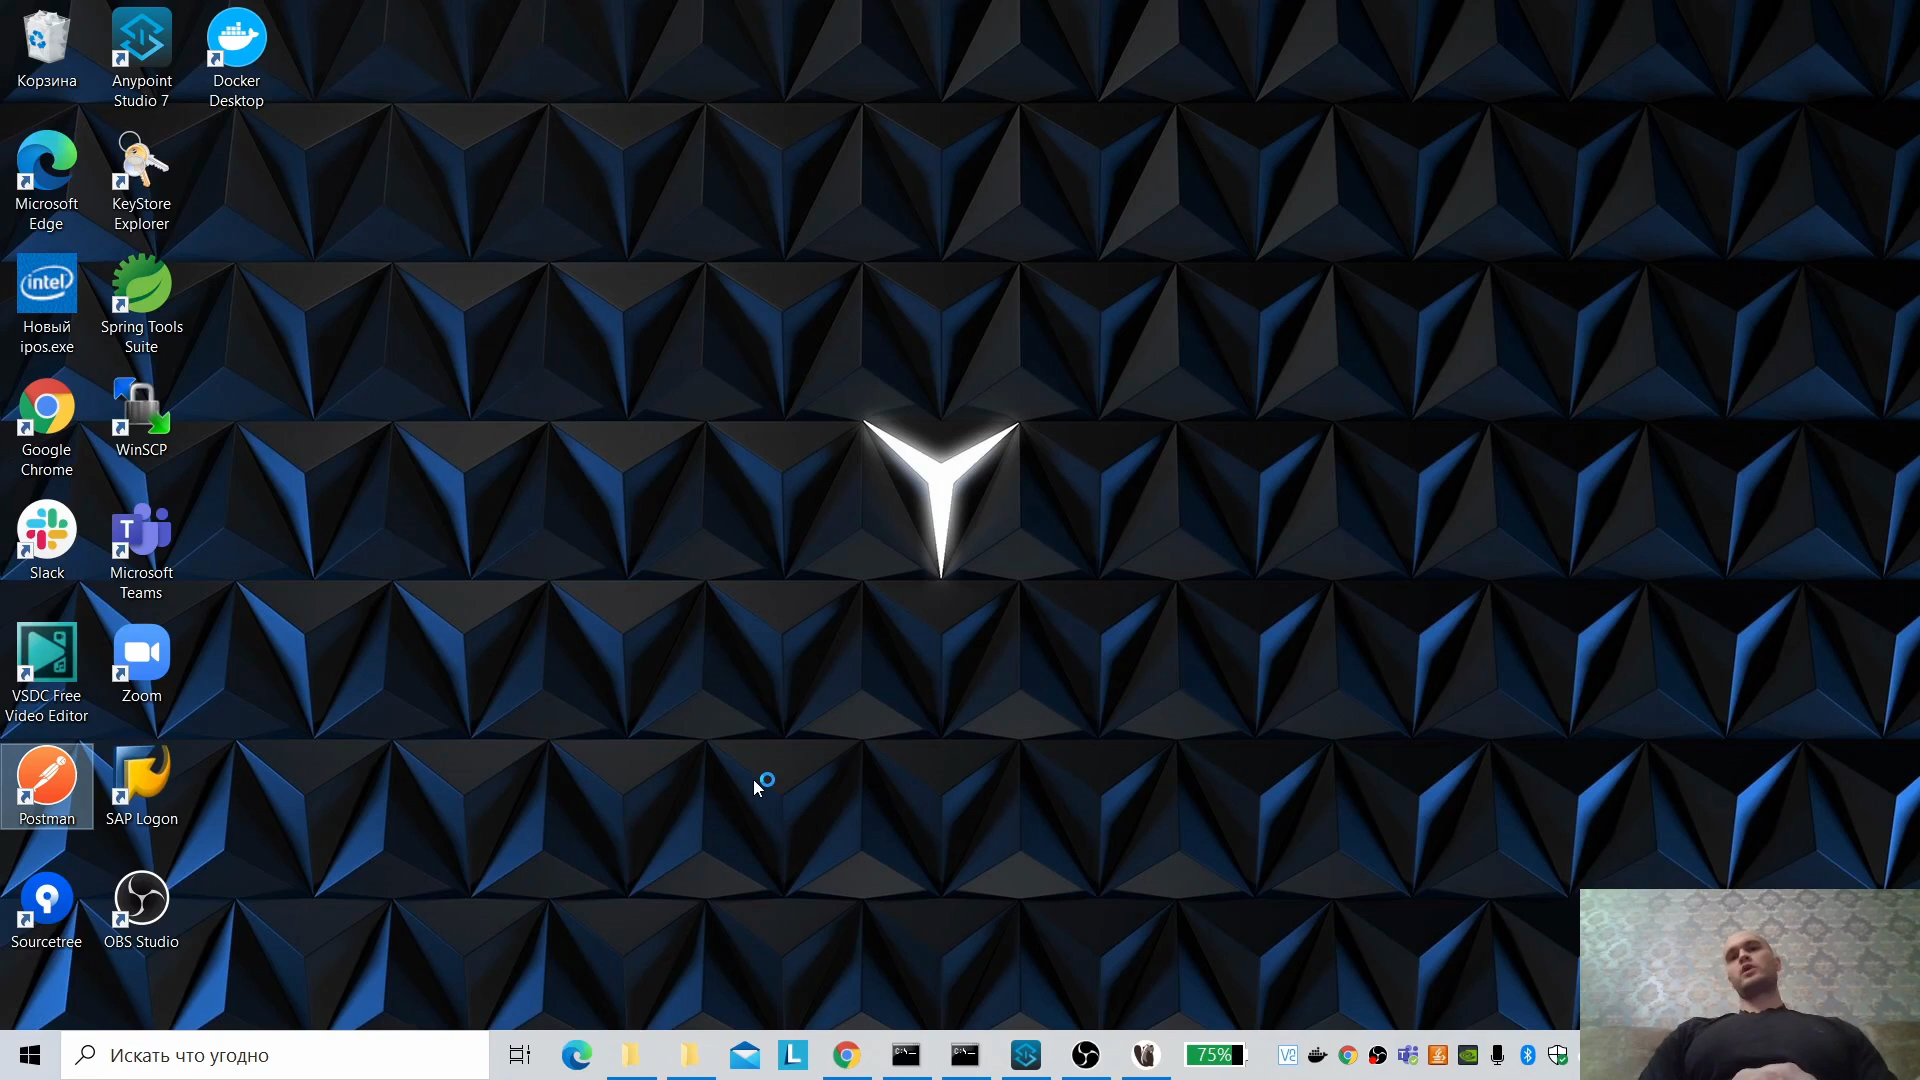 Корзина
Anypoint
Studio 7
Docker
Desktop
Microsoft
Edge
KeyStore
Explorer
intel
Новый
ipos.exe
Spring Tools
Suite
Google
Chrome
WinSCP
Slack
T
Microsoft
Teams
VSDC Free
Video Editor
Zoom
Postman
SAP Logon
Sourcetree
OBS Studio
Искать что угодно
L
C:\_
C:\_
75%